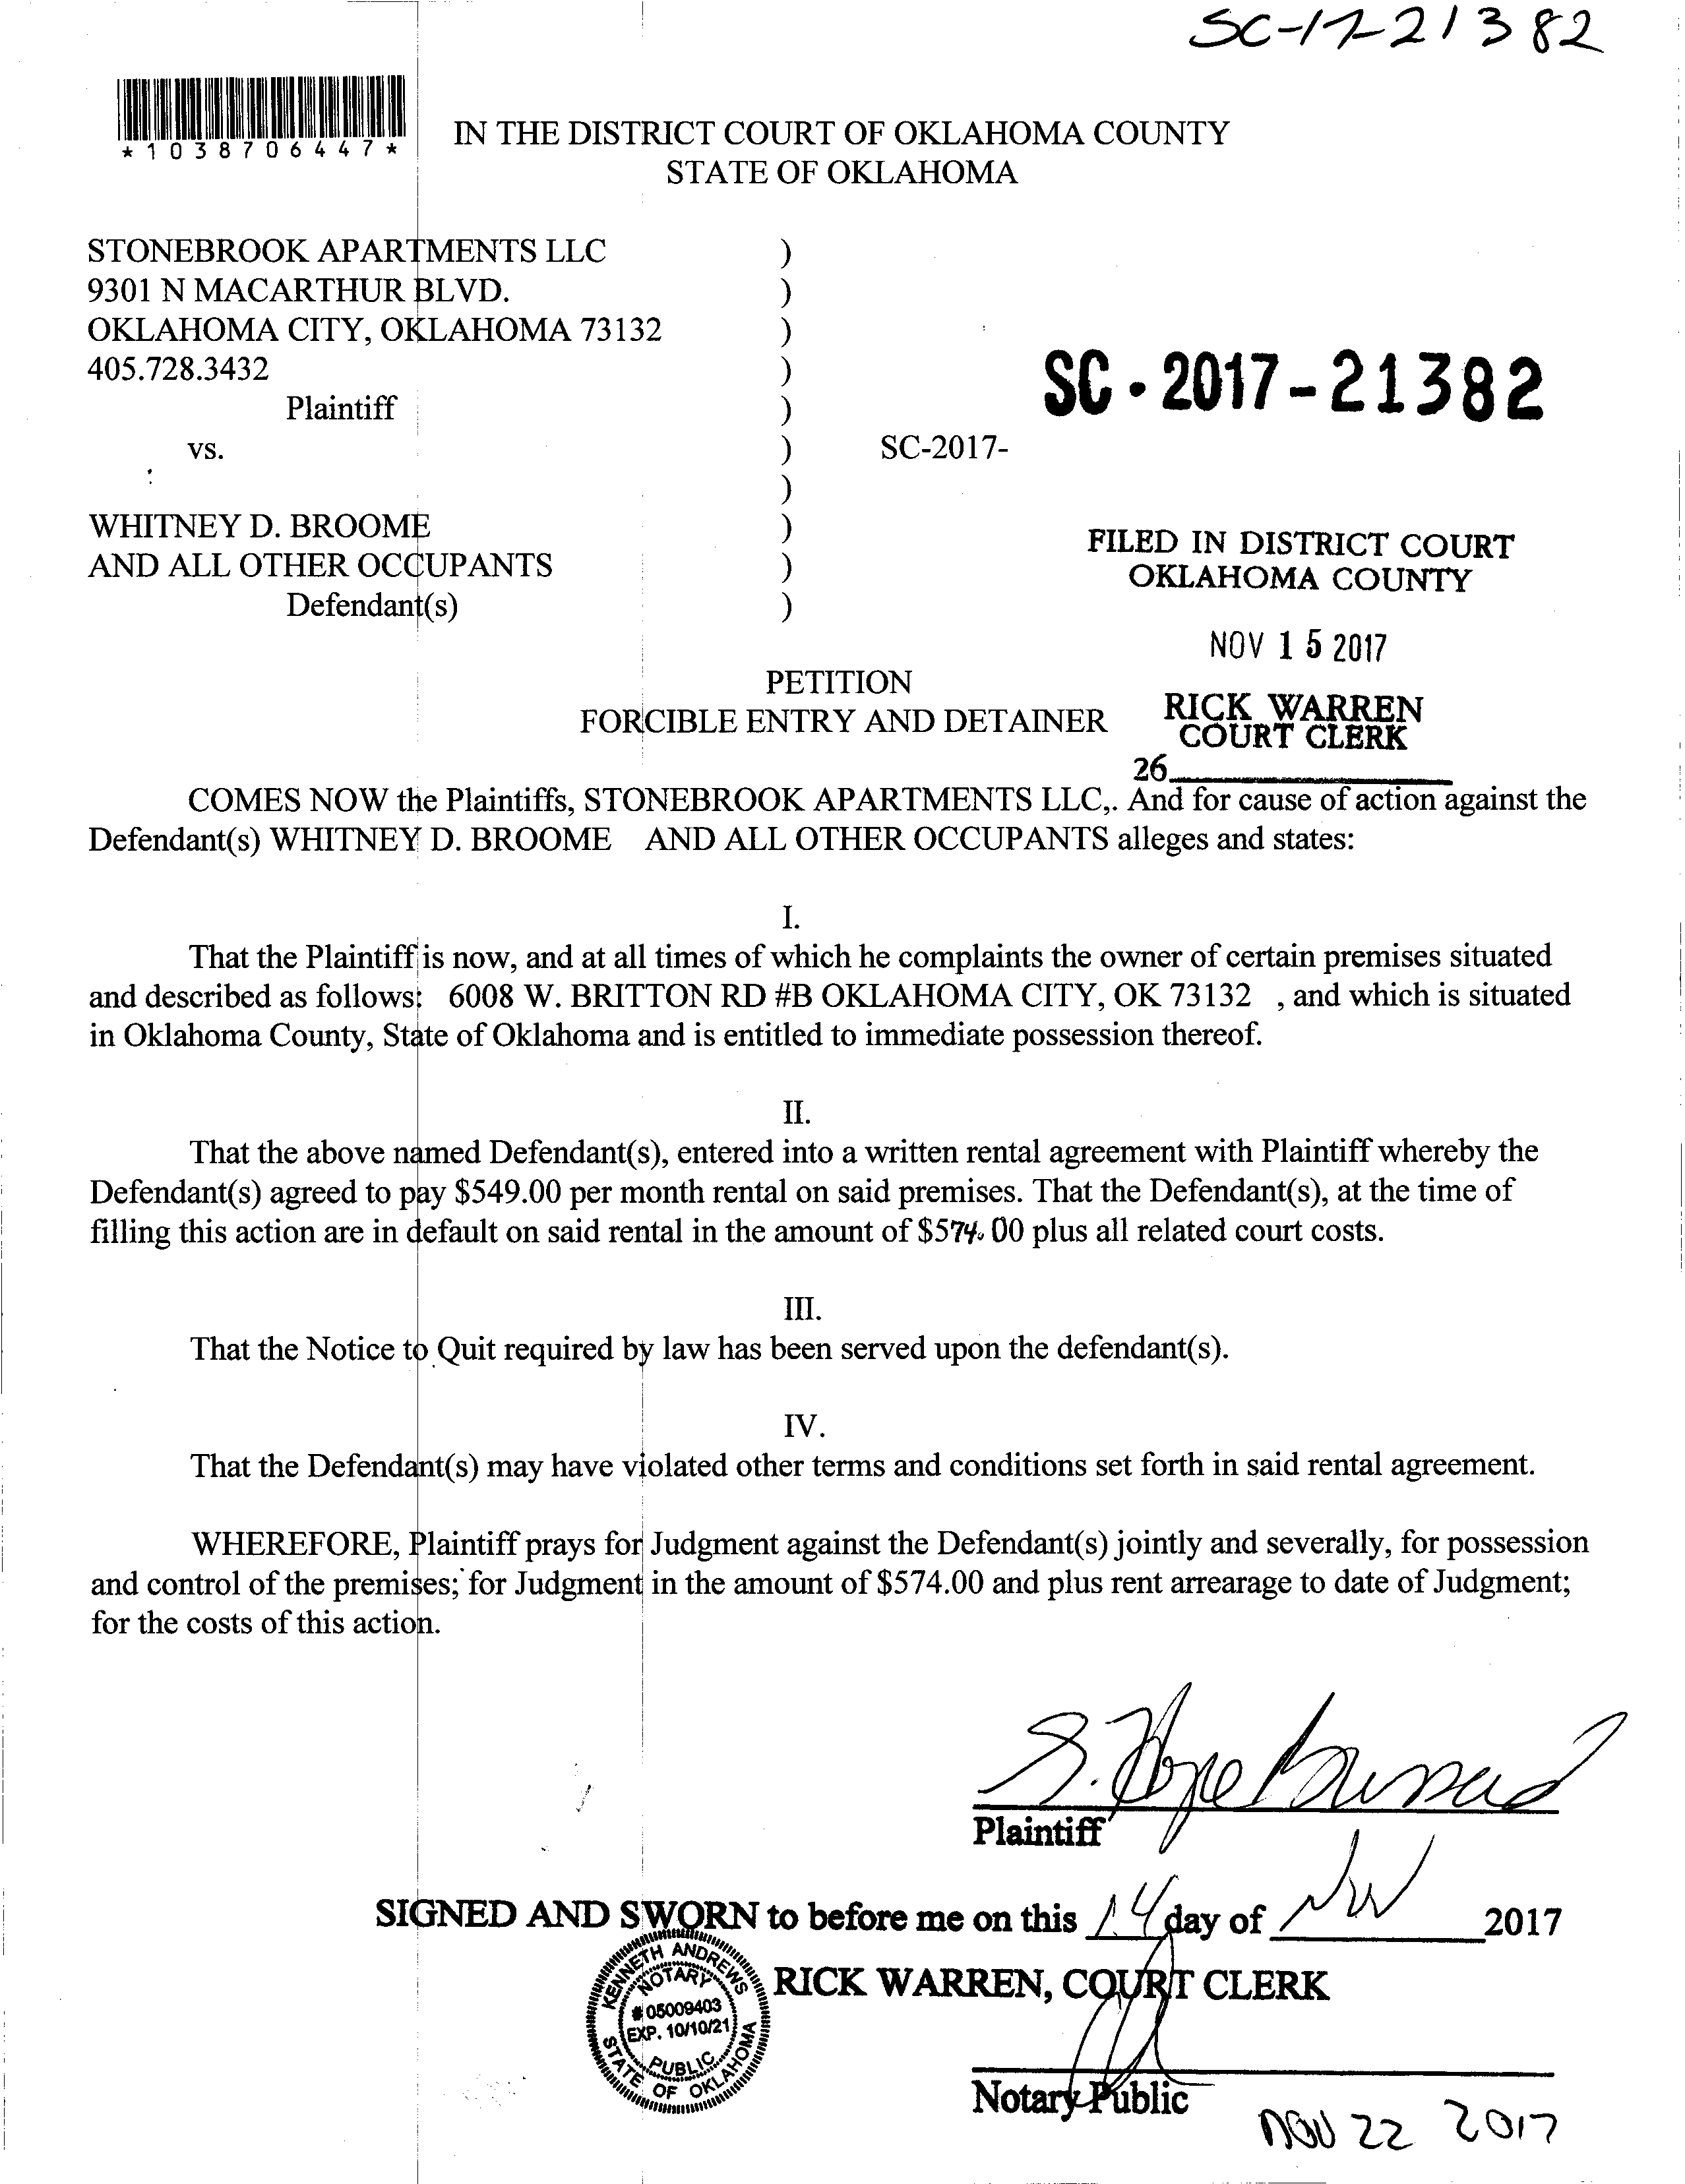 SC-17-21382
*1038706447*
IN THE DISTRICT COURT OF OKLAHOMA COUNTY
STATE OF OKLAHOMA
STONEBROOK APARTMENTS LLC )
9301 N MACARTHUR BLVD. )
OKLAHOMA CITY, OKLAHOMA 73132 )
405.728.3432 )
SC-2017-21382
Plaintiff )
vs. ) SC-2017-
)
WHITNEY D. BROOME )
AND ALL OTHER OCCUPANTS )
Defendant(s) )
FILED IN DISTRICT COURT
OKLAHOMA COUNTY
NOV 15 2017
RICK WARREN
COURT CLERK
26
PETITION
FORCIBLE ENTRY AND DETAINER
COMES NOW the Plaintiffs, STONEBROOK APARTMENTS LLC,. And for cause of action against the
Defendant(s) WHITNEY D. BROOME AND ALL OTHER OCCUPANTS alleges and states:
I.
That the Plaintiff is now, and at all times of which he complaints the owner of certain premises situated
and described as follows: 6008 W. BRITTON RD #B OKLAHOMA CITY, OK 73132 , and which is situated
in Oklahoma County, State of Oklahoma and is entitled to immediate possession thereof.
II.
That the above named Defendant(s), entered into a written rental agreement with Plaintiff whereby the
Defendant(s) agreed to pay $549.00 per month rental on said premises. That the Defendant(s), at the time of
filling this action are in default on said rental in the amount of $574.00 plus all related court costs.
III.
That the Notice to Quit required by law has been served upon the defendant(s).
IV.
That the Defendant(s) may have violated other terms and conditions set forth in said rental agreement.
WHEREFORE, Plaintiff prays for Judgment against the Defendant(s) jointly and severally, for possession
and control of the premises; for Judgment in the amount of $574.00 and plus rent arrearage to date of Judgment;
for the costs of this action.
S. Hope
Plaintiff
SIGNED AND SWORN to before me on this 14 day of Nov 2017
KENNETH ANDREWS
NOTARY
# 05009403
EXP. 10/10/21
PUBLIC
STATE OF OKLAHOMA
RICK WARREN, COURT CLERK
Notary Public
NOV 22 2017